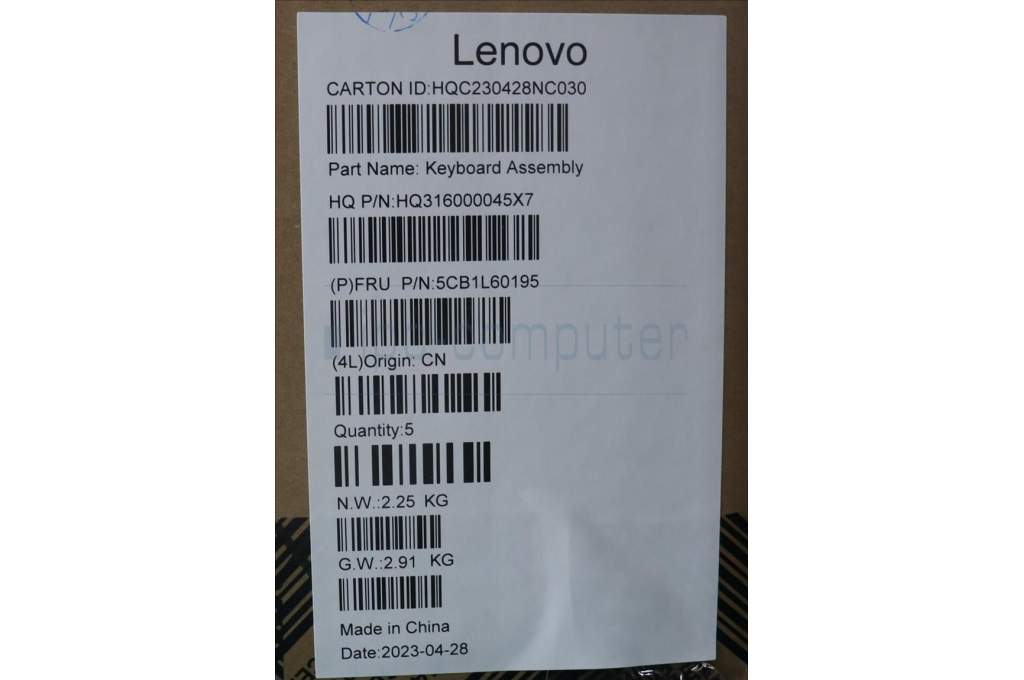 Lenovo
CARTON ID:HQC230428NC030
Part Name: Keyboard Assembly
HQ P/N:HQ316000045X7
(P)FRU P/N:5CB1L60195
computer
(4L)Origin: CN
Quantity:5
N.W.:2.25 KG
G.W.:2.91 KG
Made in China
Date:2023-04-28